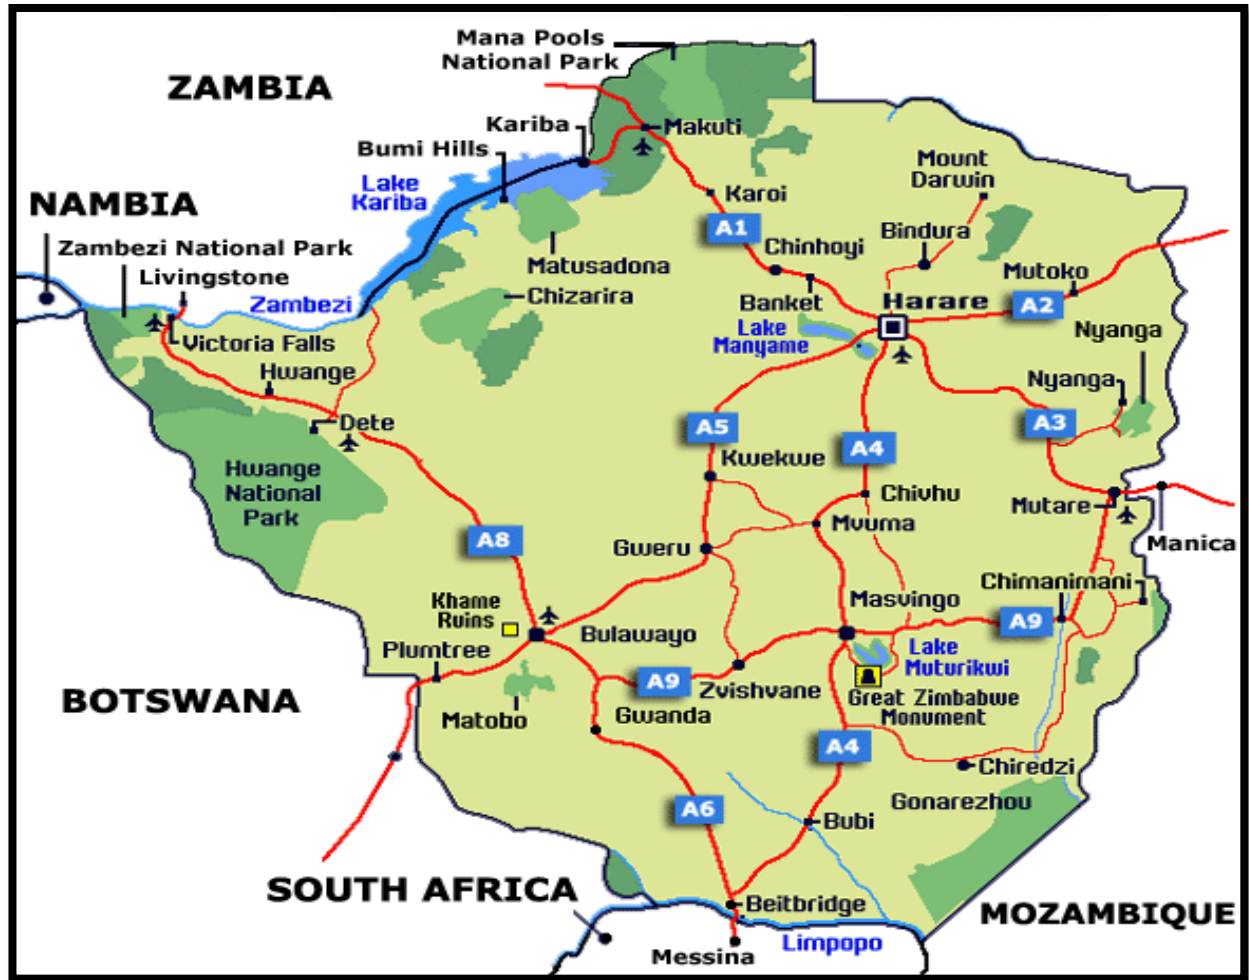 Mana Pools
National Park
ZAMBIA
Kariba
Makuti
Bumi Hills
Mount
Darwin
Lake
Kariba
Karoi
NAMBIA
A1
Bindura
Chinhoyi
Zambezi National Park
Livingstone
Matusadona
Mutoko
Zambezi
Chizarira
Banket
Harare
A2
Lake
Manyame
Nyanga
Victoria Falls
Hwange
Nyanga
Dete
A5
A3
A4
Kwekwe
Hwange
National
Park
Chivhu
Mutare
Mvuma
A8
Gweru
Manica
Chimanimani
Khame
Ruins
Masvingo
A9
Bulawayo
Plumtree
Lake
Muturikwi
A9
Zvishvane
BOTSWANA
Great Zimbabwe
Monument
Matobo
Gwanda
A4
Chiredzi
Gonarezhou
A6
Bubi
SOUTH AFRICA
Beitbridge
MOZAMBIQUE
Limpopo
Messina